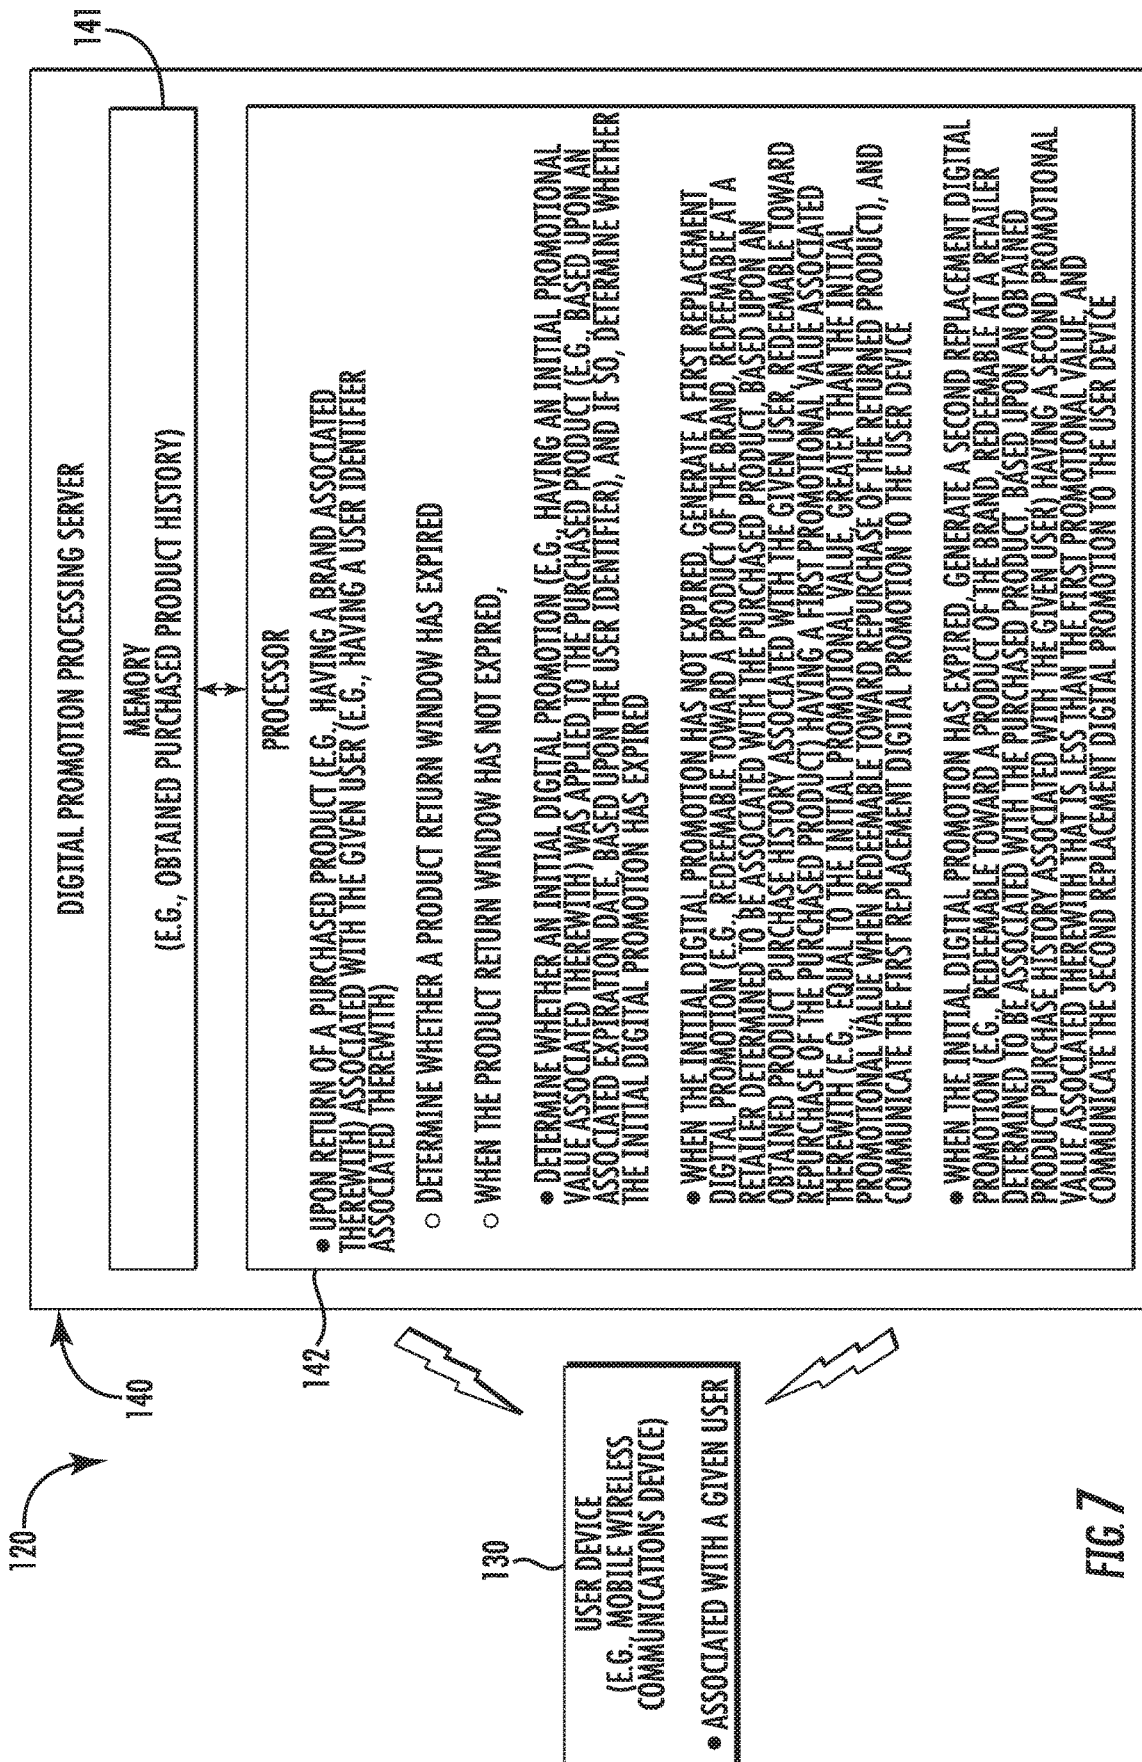 120
140
141
DIGITAL PROMOTION PROCESSING SERVER
MEMORY
(E.G., OBTAINED PURCHASED PRODUCT HISTORY)
142
PROCESSOR
● UPON RETURN OF A PURCHASED PRODUCT (E.G., HAVING A BRAND ASSOCIATED
THEREWITH) ASSOCIATED WITH THE GIVEN USER (E.G., HAVING A USER IDENTIFIER
ASSOCIATED THEREWITH)
○ DETERMINE WHETHER A PRODUCT RETURN WINDOW HAS EXPIRED
○ WHEN THE PRODUCT RETURN WINDOW HAS NOT EXPIRED,
● DETERMINE WHETHER AN INITIAL DIGITAL PROMOTION (E.G., HAVING AN INITIAL PROMOTIONAL
VALUE ASSOCIATED THEREWITH) WAS APPLIED TO THE PURCHASED PRODUCT (E.G., BASED UPON AN
ASSOCIATED EXPIRATION DATE, BASED UPON THE USER IDENTIFIER), AND IF SO, DETERMINE WHETHER
THE INITIAL DIGITAL PROMOTION HAS EXPIRED
● WHEN THE INITIAL DIGITAL PROMOTION HAS NOT EXPIRED, GENERATE A FIRST REPLACEMENT
DIGITAL PROMOTION (E.G., REDEEMABLE TOWARD A PRODUCT OF THE BRAND, REDEEMABLE AT A
RETAILER DETERMINED TO BE ASSOCIATED WITH THE PURCHASED PRODUCT, BASED UPON AN
OBTAINED PRODUCT PURCHASE HISTORY ASSOCIATED WITH THE GIVEN USER, REDEEMABLE TOWARD
REPURCHASE OF THE PURCHASED PRODUCT) HAVING A FIRST PROMOTIONAL VALUE ASSOCIATED
THEREWITH (E.G., EQUAL TO THE INITIAL PROMOTIONAL VALUE, GREATER THAN THE INITIAL
PROMOTIONAL VALUE WHEN REDEEMABLE TOWARD REPURCHASE OF THE RETURNED PRODUCT), AND
COMMUNICATE THE FIRST REPLACEMENT DIGITAL PROMOTION TO THE USER DEVICE
● WHEN THE INITIAL DIGITAL PROMOTION HAS EXPIRED, GENERATE A SECOND REPLACEMENT DIGITAL
PROMOTION (E.G., REDEEMABLE TOWARD A PRODUCT OF THE BRAND, REDEEMABLE AT A RETAILER
DETERMINED TO BE ASSOCIATED WITH THE PURCHASED PRODUCT, BASED UPON AN OBTAINED
PRODUCT PURCHASE HISTORY ASSOCIATED WITH THE GIVEN USER) HAVING A SECOND PROMOTIONAL
VALUE ASSOCIATED THEREWITH THAT IS LESS THAN THE FIRST PROMOTIONAL VALUE, AND
COMMUNICATE THE SECOND REPLACEMENT DIGITAL PROMOTION TO THE USER DEVICE
130
USER DEVICE
(E.G., MOBILE WIRELESS
COMMUNICATIONS DEVICE)
● ASSOCIATED WITH A GIVEN USER
FIG. 7